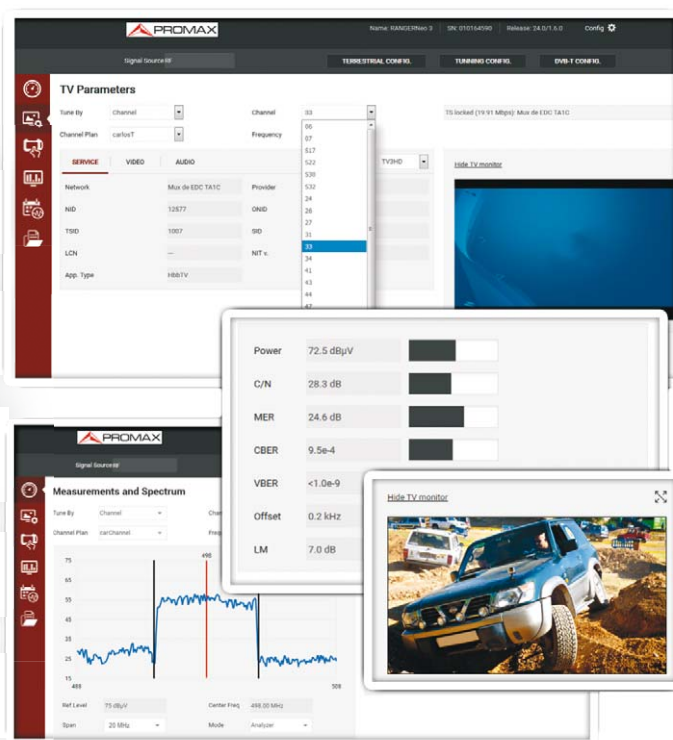 PROMAX
Name: RANGERNeo 3 SN: 010164590 Release: 24.0/1.6.0 Config
Signal Source RF
TERRESTRIAL CONFIG. TUNNING CONFIG. DVB-T CONFIG.
TV Parameters
Tune By Channel Channel 33 TS locked (19.91 Mbps): Mux de EDC TA1C
Channel Plan carlosT Frequency
06
07
S17
S22
S30
S32
24
26
27
31
33
34
41
43
44
47
SERVICE VIDEO AUDIO TV3HD Hide TV monitor
Network Mux de EDC TA1C Provider
NID 12577 ONID
TSID 1007 SID
LCN --- NIT v.
App. Type HbbTV
Power 72.5 dBµV
C/N 28.3 dB
MER 24.6 dB
CBER 9.5e-4
VBER <1.0e-9
Offset 0.2 kHz
LM 7.0 dB
Hide TV monitor
PROMAX
Signal Source RF
Measurements and Spectrum
Tune By Channel
Channel Plan carChannel
498
75
65
55
45
35
25
15
488 508
Ref Level 75 dBµV Center Freq 498.00 MHz
Span 20 MHz Mode Analyzer